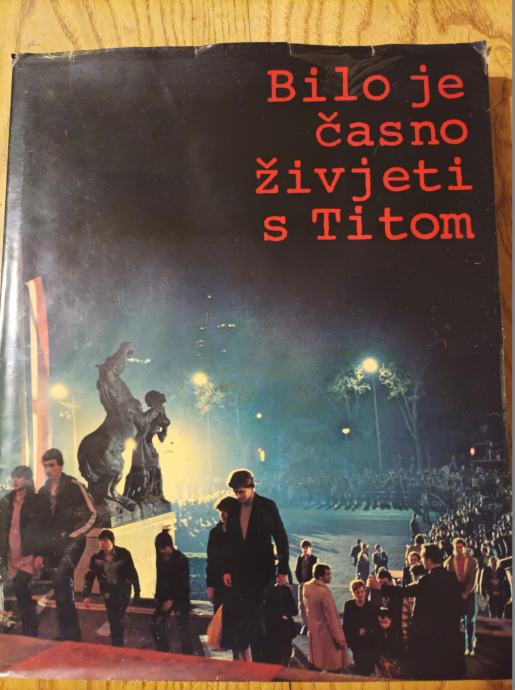 Bilo je
časno
živjeti
s Titom